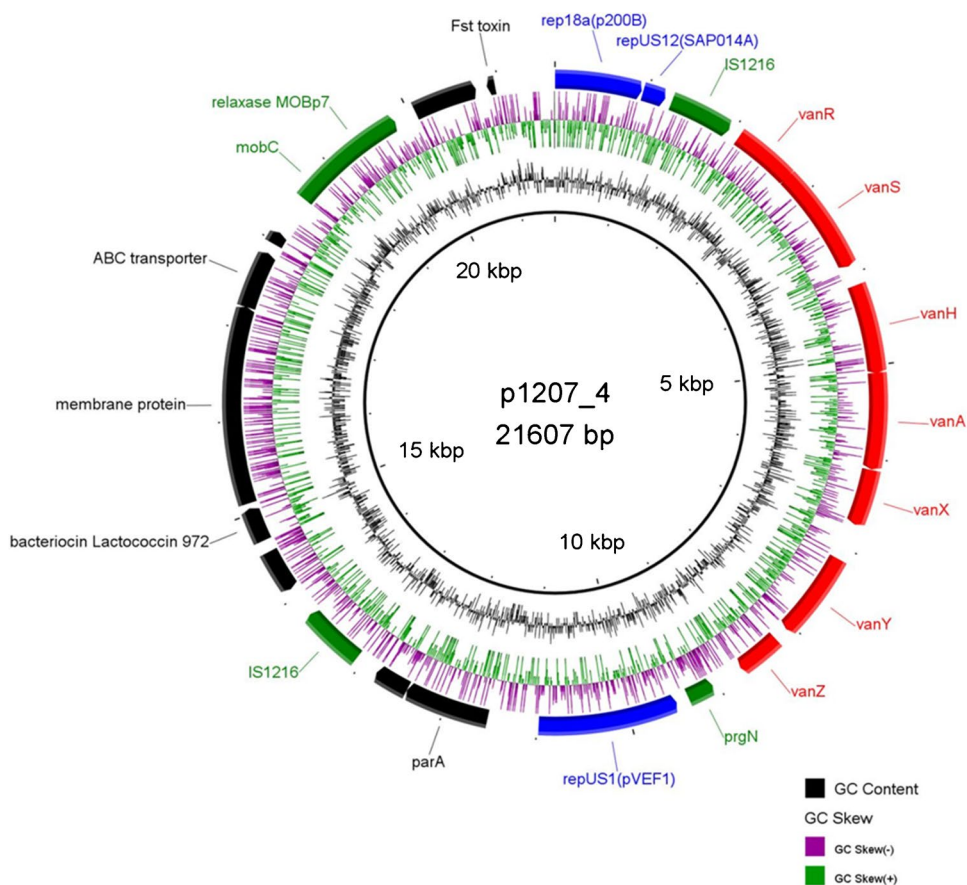 Fst toxin
rep18a(p200B)
repUS12(SAP014A)
IS1216
relaxase MOBp7
mobC
vanR
vanS
ABC transporter
20 kbp
vanH
5 kbp
p1207_4
21607 bp
membrane protein
vanA
15 kbp
vanX
bacteriocin Lactococcin 972
10 kbp
vanY
IS1216
vanZ
prgN
parA
repUS1(pVEF1)
GC Content
GC Skew
GC Skew(-)
GC Skew(+)